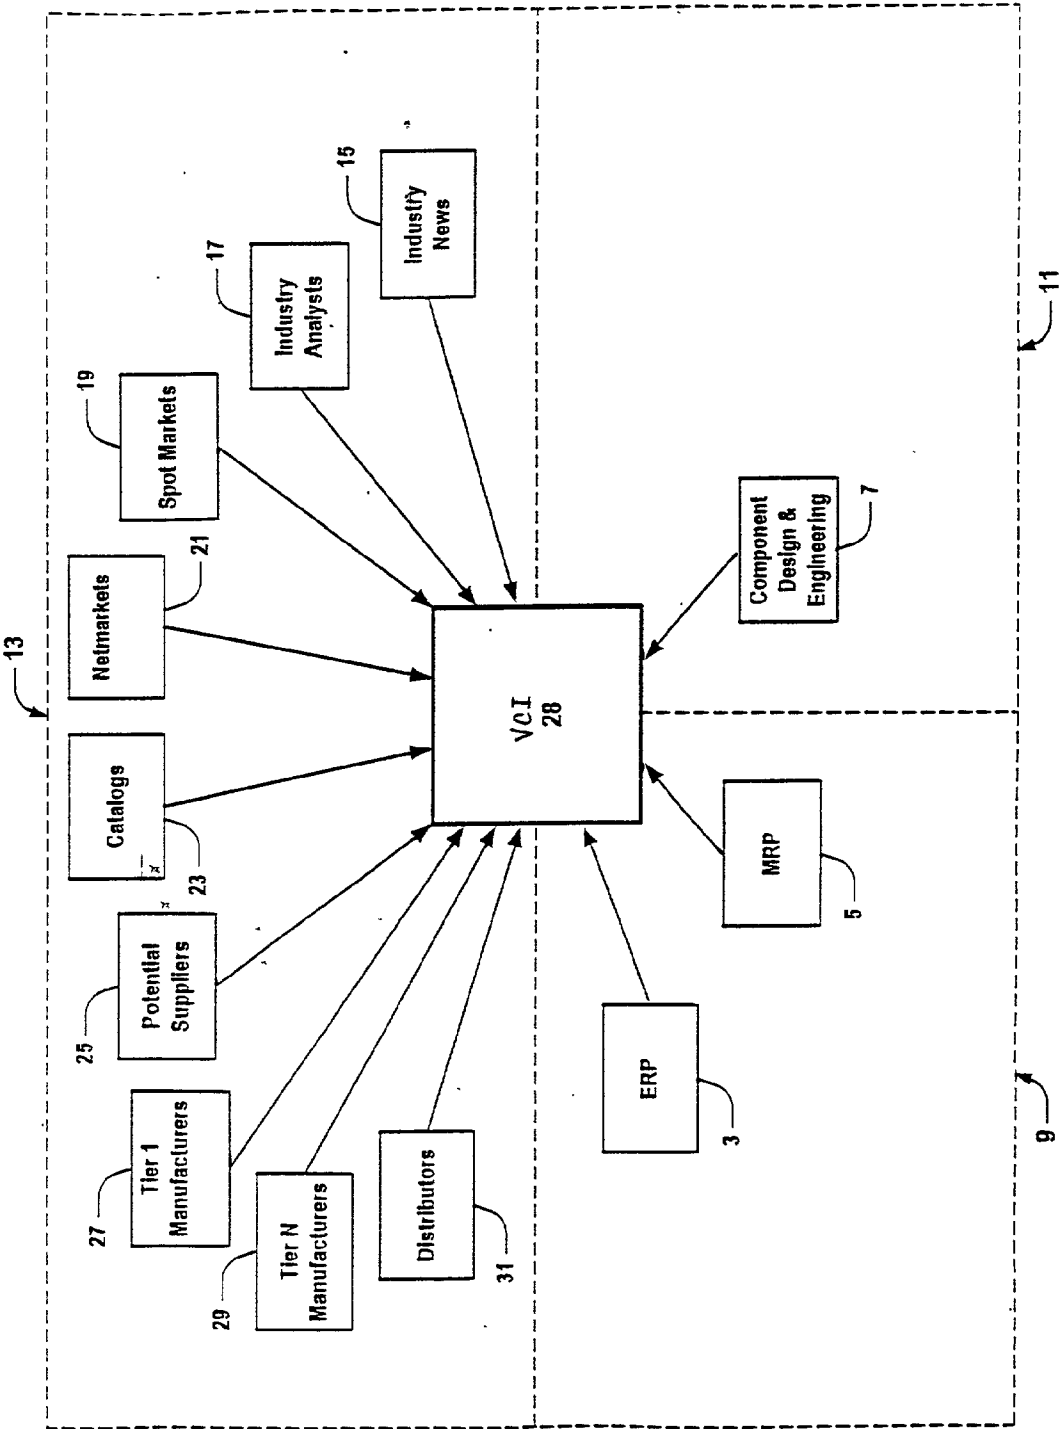 13
19
Spot Markets
17
Industry
Analysts
15
Industry
News
21
Netmarkets
23
Catalogs
25
Potential
Suppliers
27
Tier 1
Manufacturers
29
Tier N
Manufacturers
31
Distributors
VCI
28
3
ERP
5
MRP
7
Component
Design &
Engineering
9
11